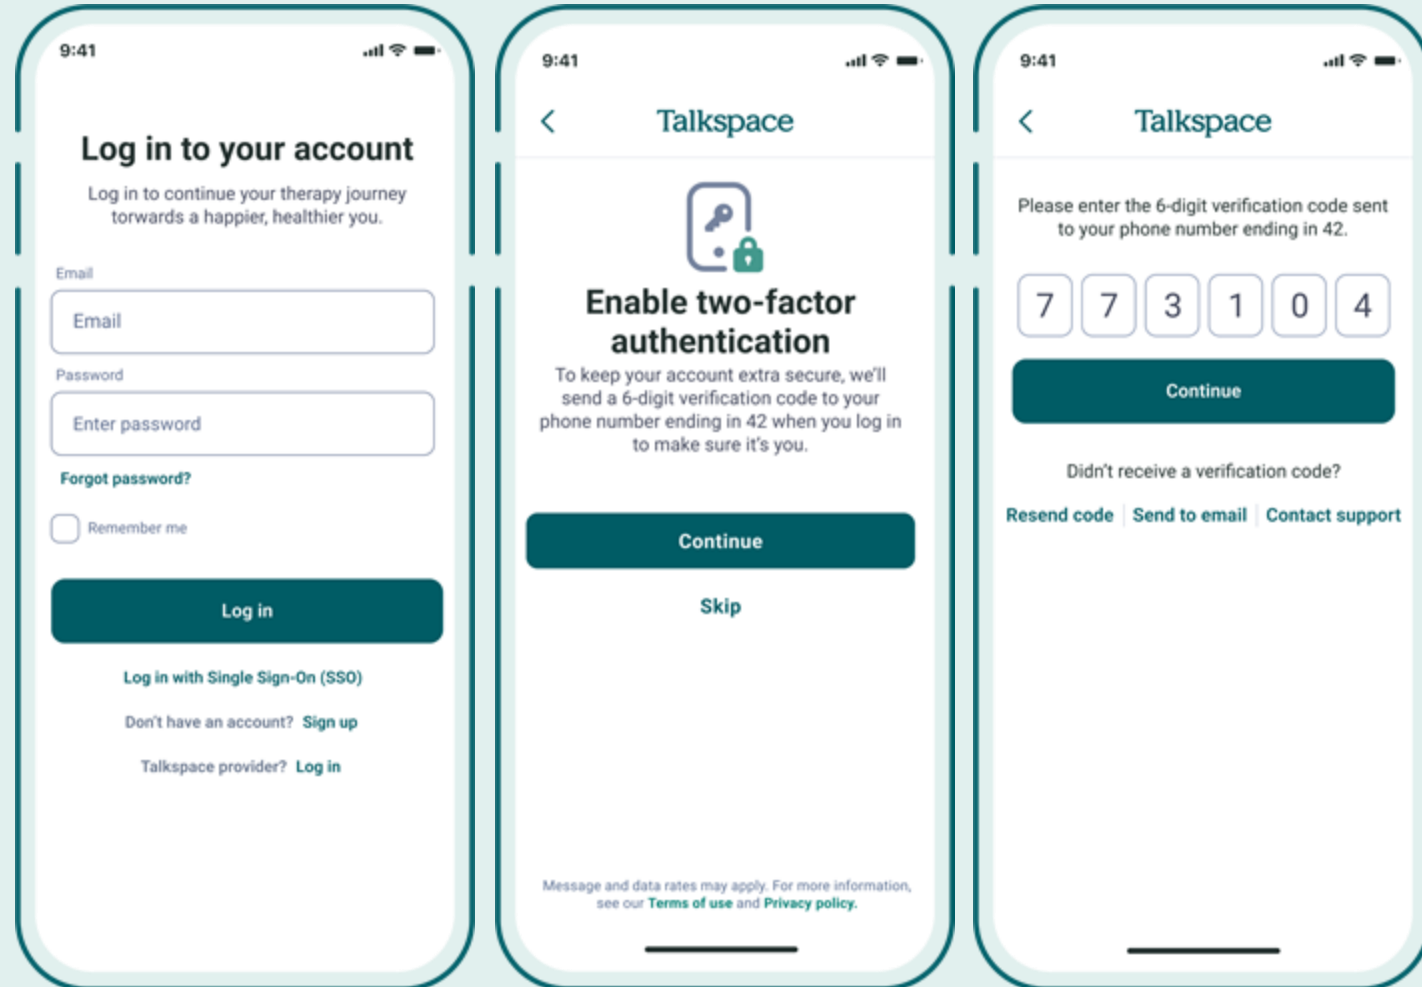 9:41
Log in to your account
Log in to continue your therapy journey
torwards a happier, healthier you.
Email
Email
Password
Enter password
Forgot password?
Remember me
Log in
Log in with Single Sign-On (SSO)
Don't have an account? Sign up
Talkspace provider? Log in
9:41
Talkspace
Enable two-factor
authentication
To keep your account extra secure, we'll
send a 6-digit verification code to your
phone number ending in 42 when you log in
to make sure it's you.
Continue
Skip
Message and data rates may apply. For more information,
see our Terms of use and Privacy policy.
9:41
Talkspace
Please enter the 6-digit verification code sent
to your phone number ending in 42.
7 7 3 1 0 4
Continue
Didn't receive a verification code?
Resend code Send to email Contact support